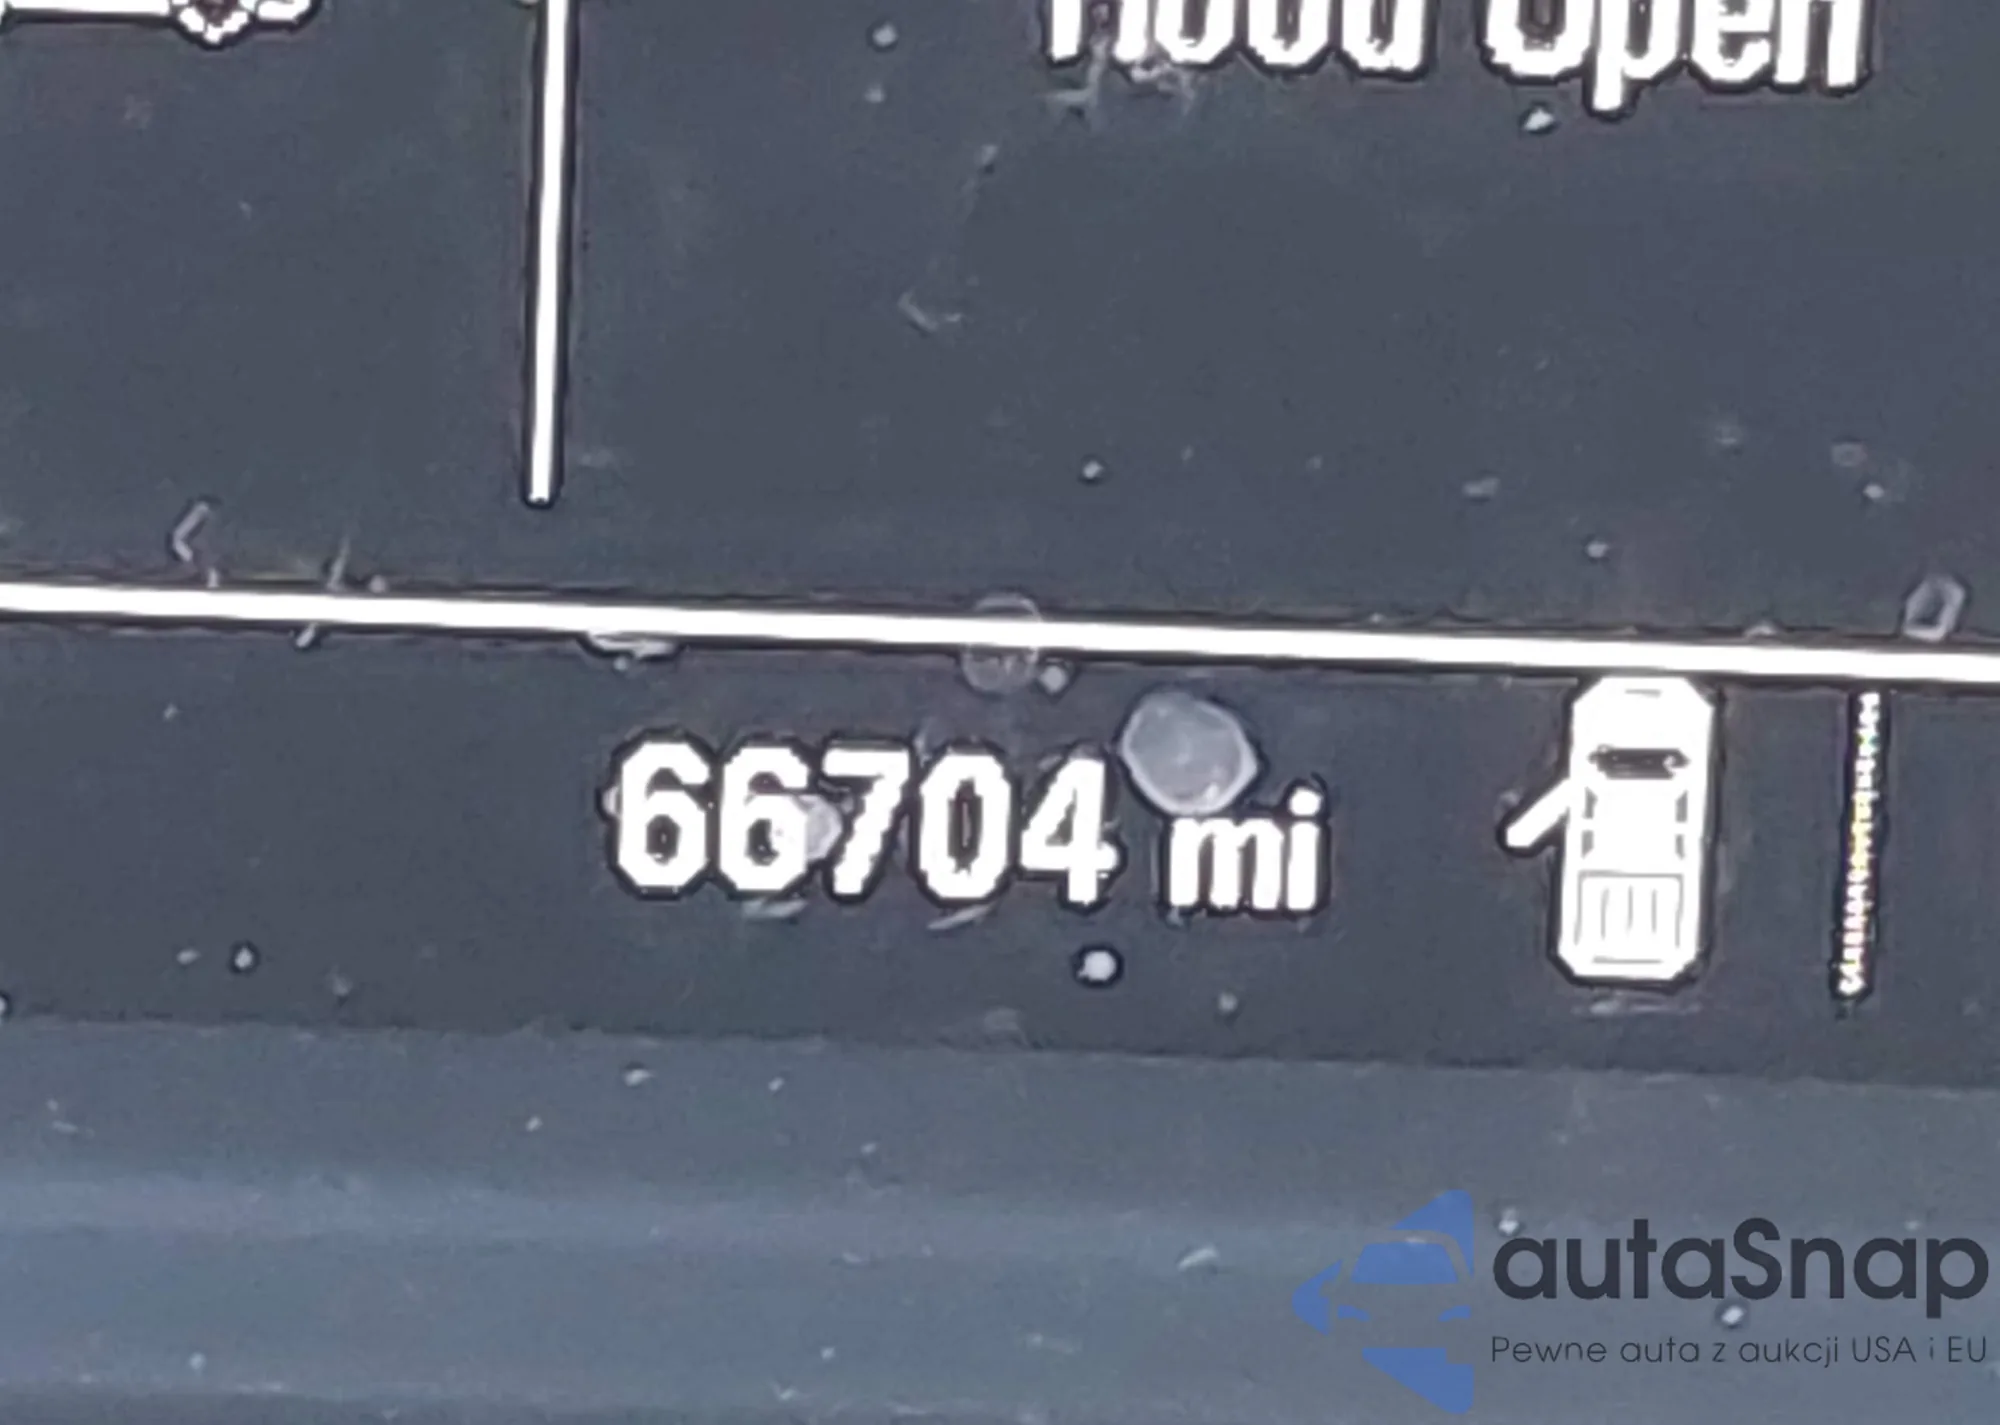 Hood Open
66704 mi
autaSnap
Pewne auta z aukcji USA i EU